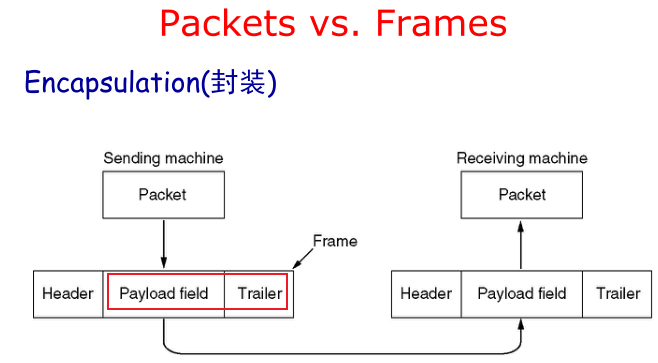 Packets vs. Frames
Encapsulation(封装)
Sending machine
Receiving machine
Packet
Packet
Frame
Header
Payload field
Trailer
Header
Payload field
Trailer